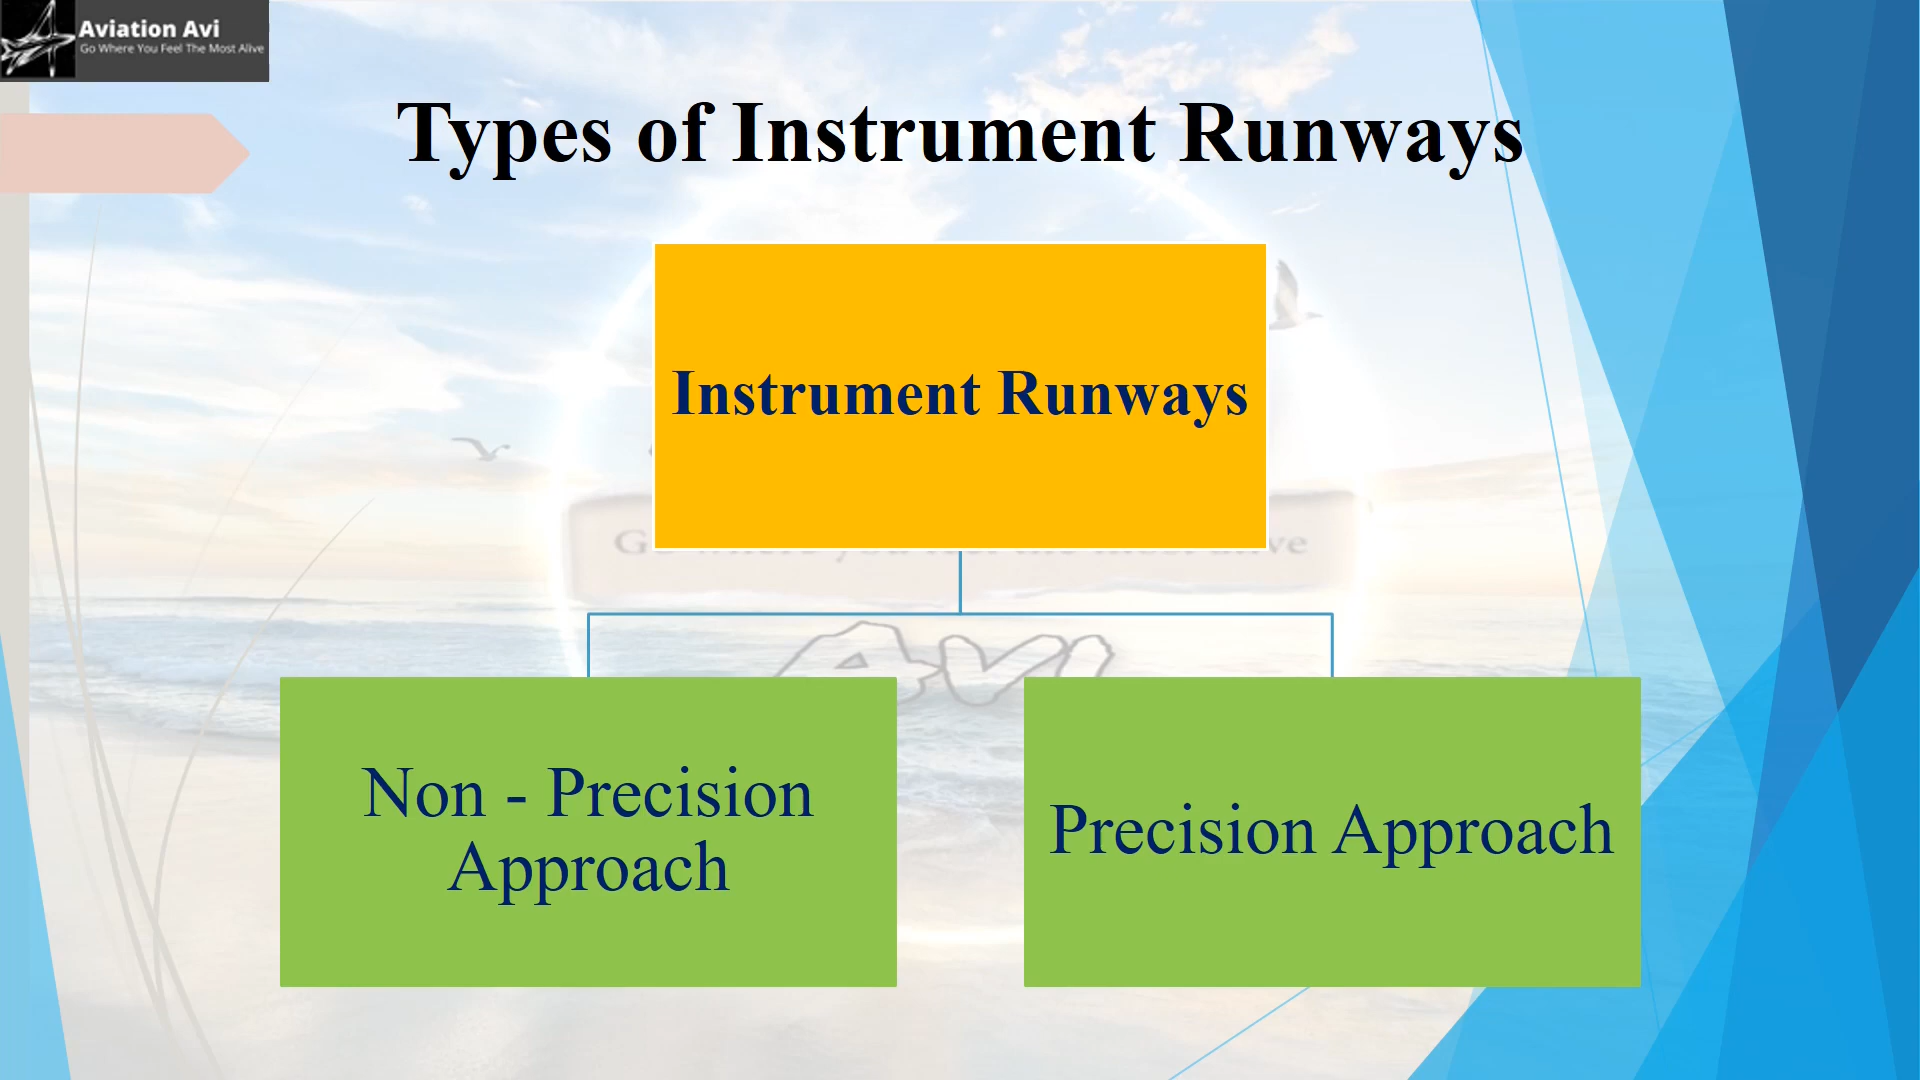 Aviation Avi
Go Where You Feel The Most Alive
Types of Instrument Runways
Instrument Runways
Avi
Non - Precision
Approach
Precision Approach